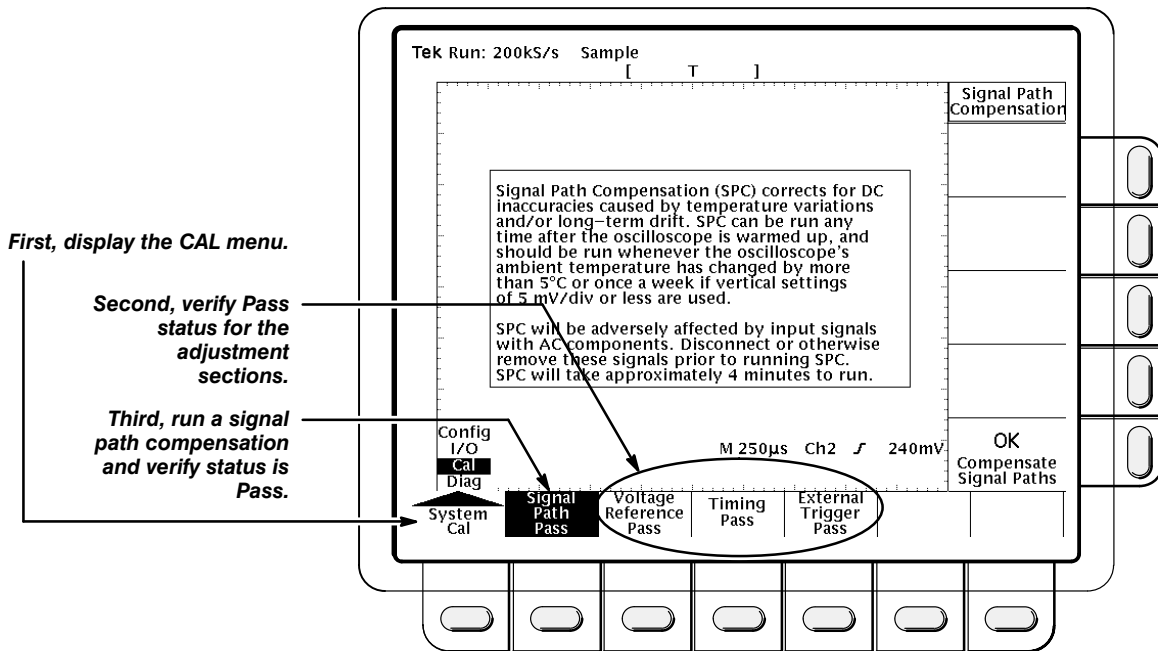 Tek Run: 200kS/s Sample
[ T ]
Signal Path
Compensation
Signal Path Compensation (SPC) corrects for DC
inaccuracies caused by temperature variations
and/or long–term drift. SPC can be run any
time after the oscilloscope is warmed up, and
should be run whenever the oscilloscope's
ambient temperature has changed by more
than 5°C or once a week if vertical settings
of 5 mV/div or less are used.
SPC will be adversely affected by input signals
with AC components. Disconnect or otherwise
remove these signals prior to running SPC.
SPC will take approximately 4 minutes to run.
First, display the CAL menu.
Second, verify Pass
status for the
adjustment
sections.
Third, run a signal
path compensation
and verify status is
Pass.
Config
I/O
Cal
Diag
M 250µs Ch2 ƒ 240mV
OK
Compensate
Signal Paths
System
Cal
Signal
Path
Pass
Voltage
Reference
Pass
Timing
Pass
External
Trigger
Pass